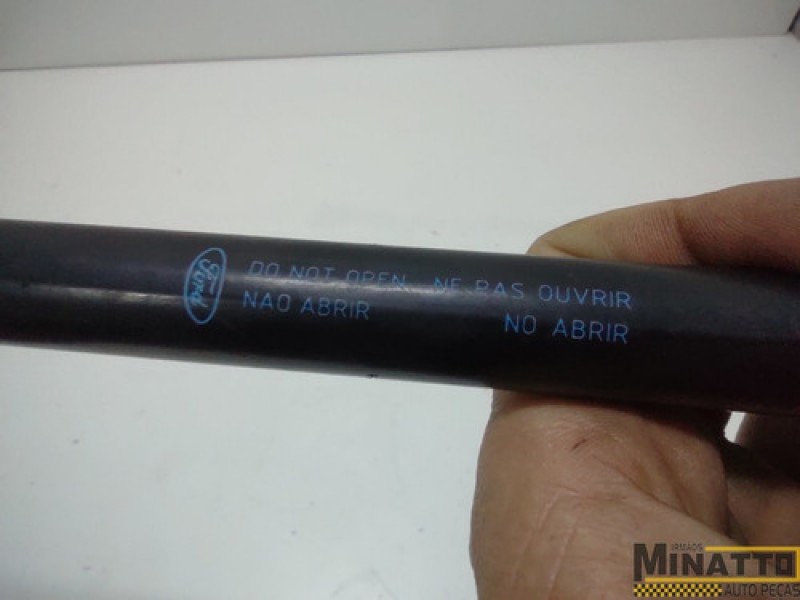 Ford
DO NOT OPEN NE PAS OUVRIR
NAO ABRIR NO ABRIR
IRMÃOS
MINATTO
AUTO PEÇAS